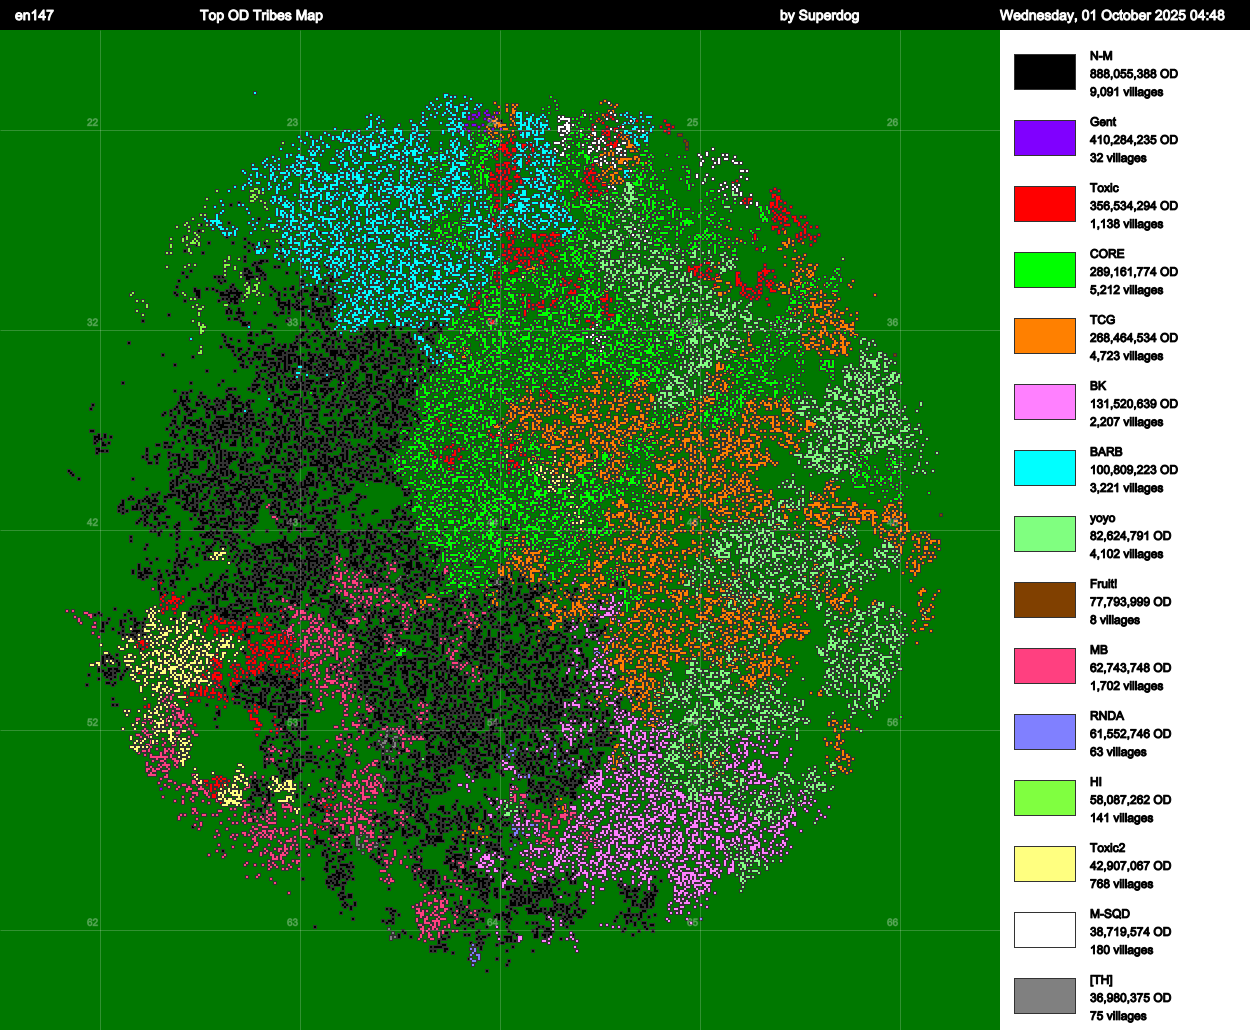 en147 Top OD Tribes Map by Superdog Wednesday, 01 October 2025 04:48
N-M
888,055,388 OD
9,091 villages
Gent
410,284,235 OD
32 villages
Toxic
356,534,294 OD
1,138 villages
CORE
289,161,774 OD
5,212 villages
TCG
268,464,534 OD
4,723 villages
BK
131,520,639 OD
2,207 villages
BARB
100,809,223 OD
3,221 villages
yoyo
82,624,791 OD
4,102 villages
Fruit!
77,793,999 OD
8 villages
MB
62,743,748 OD
1,702 villages
RNDA
61,552,746 OD
63 villages
HI
58,087,262 OD
141 villages
Toxic2
42,907,067 OD
768 villages
M-SQD
38,719,574 OD
180 villages
[TH]
36,980,375 OD
75 villages
22 23 25 26
32 33 36
42 43
52 53 54 56
62 63 64 65 66